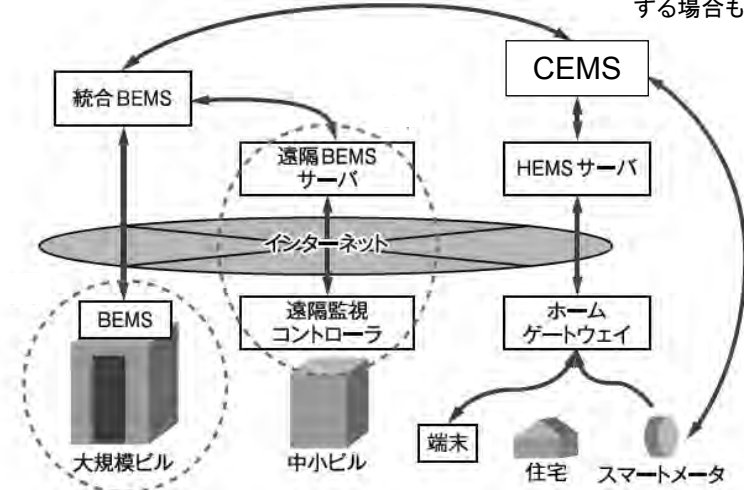 する場合も
CEMS
統合BEMS
遠隔BEMS
サーバ
HEMSサーバ
インターネット
BEMS
遠隔監視
コントローラ
ホーム
ゲートウェイ
端末
大規模ビル
中小ビル
住宅
スマートメータ